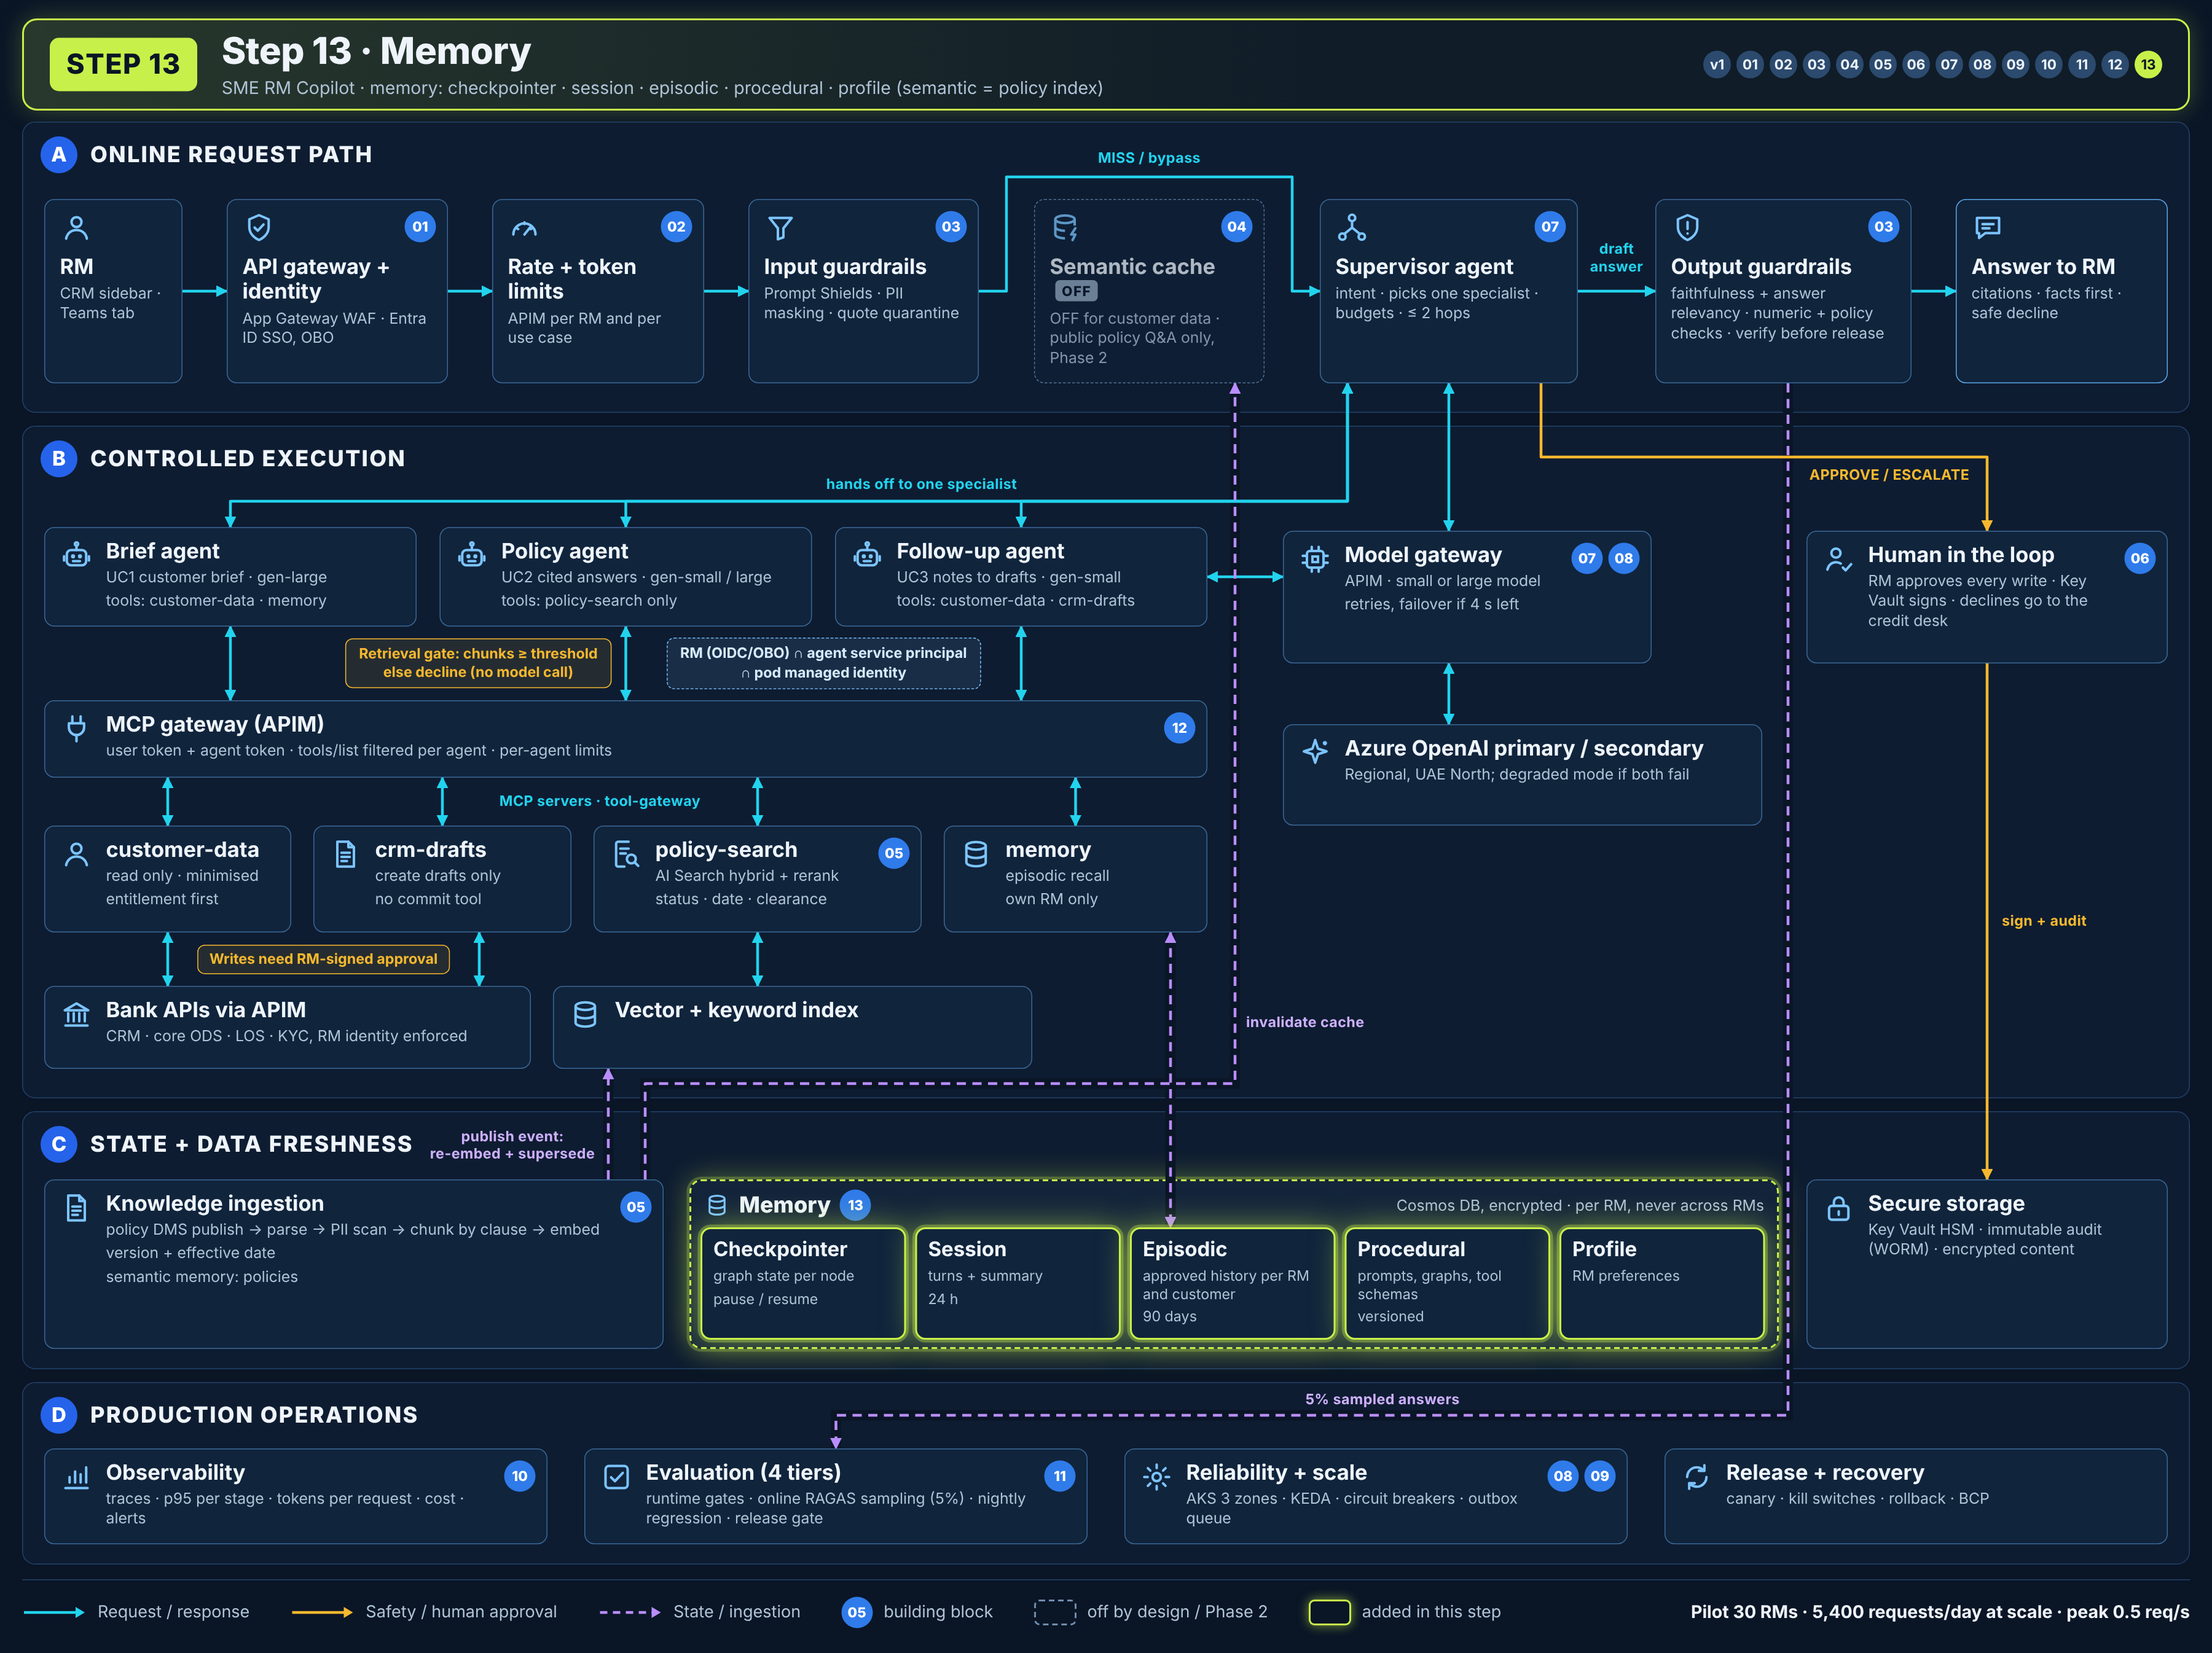 STEP 13
Step 13 · Memory
SME RM Copilot · memory: checkpointer · session · episodic · procedural · profile (semantic = policy index)
v1 01 02 03 04 05 06 07 08 09 10 11 12 13
A ONLINE REQUEST PATH
MISS / bypass
RM
CRM sidebar ·
Teams tab
01
API gateway +
identity
App Gateway WAF · Entra
ID SSO, OBO
02
Rate + token
limits
APIM per RM and per
use case
03
Input guardrails
Prompt Shields · PII
masking · quote quarantine
04
Semantic cache
OFF
OFF for customer data ·
public policy Q&A only,
Phase 2
07
Supervisor agent
intent · picks one specialist ·
budgets · ≤ 2 hops
draft
answer
03
Output guardrails
faithfulness + answer
relevancy · numeric + policy
checks · verify before release
Answer to RM
citations · facts first ·
safe decline
B CONTROLLED EXECUTION
hands off to one specialist
APPROVE / ESCALATE
Brief agent
UC1 customer brief · gen-large
tools: customer-data · memory
Policy agent
UC2 cited answers · gen-small / large
tools: policy-search only
Follow-up agent
UC3 notes to drafts · gen-small
tools: customer-data · crm-drafts
Model gateway
07 08
APIM · small or large model
retries, failover if 4 s left
Human in the loop
06
RM approves every write · Key
Vault signs · declines go to the
credit desk
Retrieval gate: chunks ≥ threshold
else decline (no model call)
RM (OIDC/OBO) ∩ agent service principal
∩ pod managed identity
MCP gateway (APIM)
12
user token + agent token · tools/list filtered per agent · per-agent limits
Azure OpenAI primary / secondary
Regional, UAE North; degraded mode if both fail
MCP servers · tool-gateway
customer-data
read only · minimised
entitlement first
crm-drafts
create drafts only
no commit tool
policy-search
05
AI Search hybrid + rerank
status · date · clearance
memory
episodic recall
own RM only
sign + audit
Writes need RM-signed approval
Bank APIs via APIM
CRM · core ODS · LOS · KYC, RM identity enforced
Vector + keyword index
invalidate cache
C STATE + DATA FRESHNESS
publish event:
re-embed + supersede
Knowledge ingestion
05
policy DMS publish → parse → PII scan → chunk by clause → embed
version + effective date
semantic memory: policies
Memory 13
Cosmos DB, encrypted · per RM, never across RMs
Checkpointer
graph state per node
pause / resume
Session
turns + summary
24 h
Episodic
approved history per RM
and customer
90 days
Procedural
prompts, graphs, tool
schemas
versioned
Profile
RM preferences
Secure storage
Key Vault HSM · immutable audit
(WORM) · encrypted content
D PRODUCTION OPERATIONS
5% sampled answers
Observability
10
traces · p95 per stage · tokens per request · cost ·
alerts
Evaluation (4 tiers)
11
runtime gates · online RAGAS sampling (5%) · nightly
regression · release gate
Reliability + scale
08 09
AKS 3 zones · KEDA · circuit breakers · outbox
queue
Release + recovery
canary · kill switches · rollback · BCP
Request / response
Safety / human approval
State / ingestion
05 building block
off by design / Phase 2
added in this step
Pilot 30 RMs · 5,400 requests/day at scale · peak 0.5 req/s